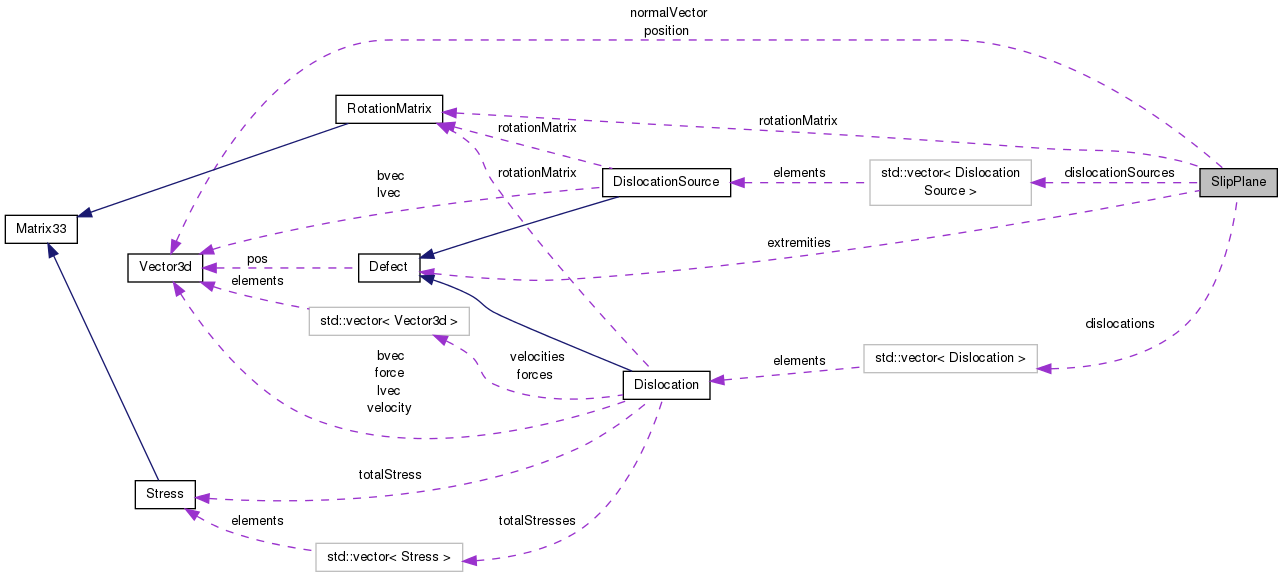 normalVector
position
RotationMatrix
rotationMatrix
rotationMatrix
bvec
lvec
rotationMatrix
DislocationSource
elements
std::vector< Dislocation
Source >
dislocationSources
SlipPlane
Matrix33
extremities
Vector3d
pos
Defect
elements
std::vector< Vector3d >
dislocations
bvec
force
lvec
velocity
velocities
forces
Dislocation
elements
std::vector< Dislocation >
totalStress
Stress
elements
totalStresses
std::vector< Stress >